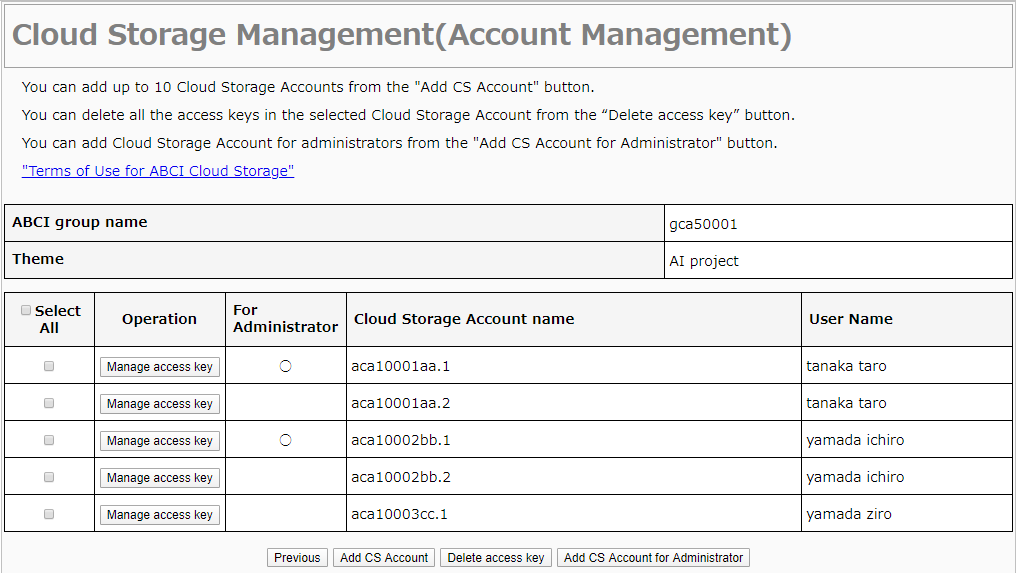 Cloud Storage Management(Account Management)
You can add up to 10 Cloud Storage Accounts from the "Add CS Account" button.
You can delete all the access keys in the selected Cloud Storage Account from the “Delete access key” button.
You can add Cloud Storage Account for administrators from the "Add CS Account for Administrator" button.
"Terms of Use for ABCI Cloud Storage"
ABCI group name gca50001
Theme AI project
Select All Operation For Administrator Cloud Storage Account name User Name
Manage access key ○ aca10001aa.1 tanaka taro
Manage access key aca10001aa.2 tanaka taro
Manage access key ○ aca10002bb.1 yamada ichiro
Manage access key aca10002bb.2 yamada ichiro
Manage access key aca10003cc.1 yamada ziro
Previous Add CS Account Delete access key Add CS Account for Administrator